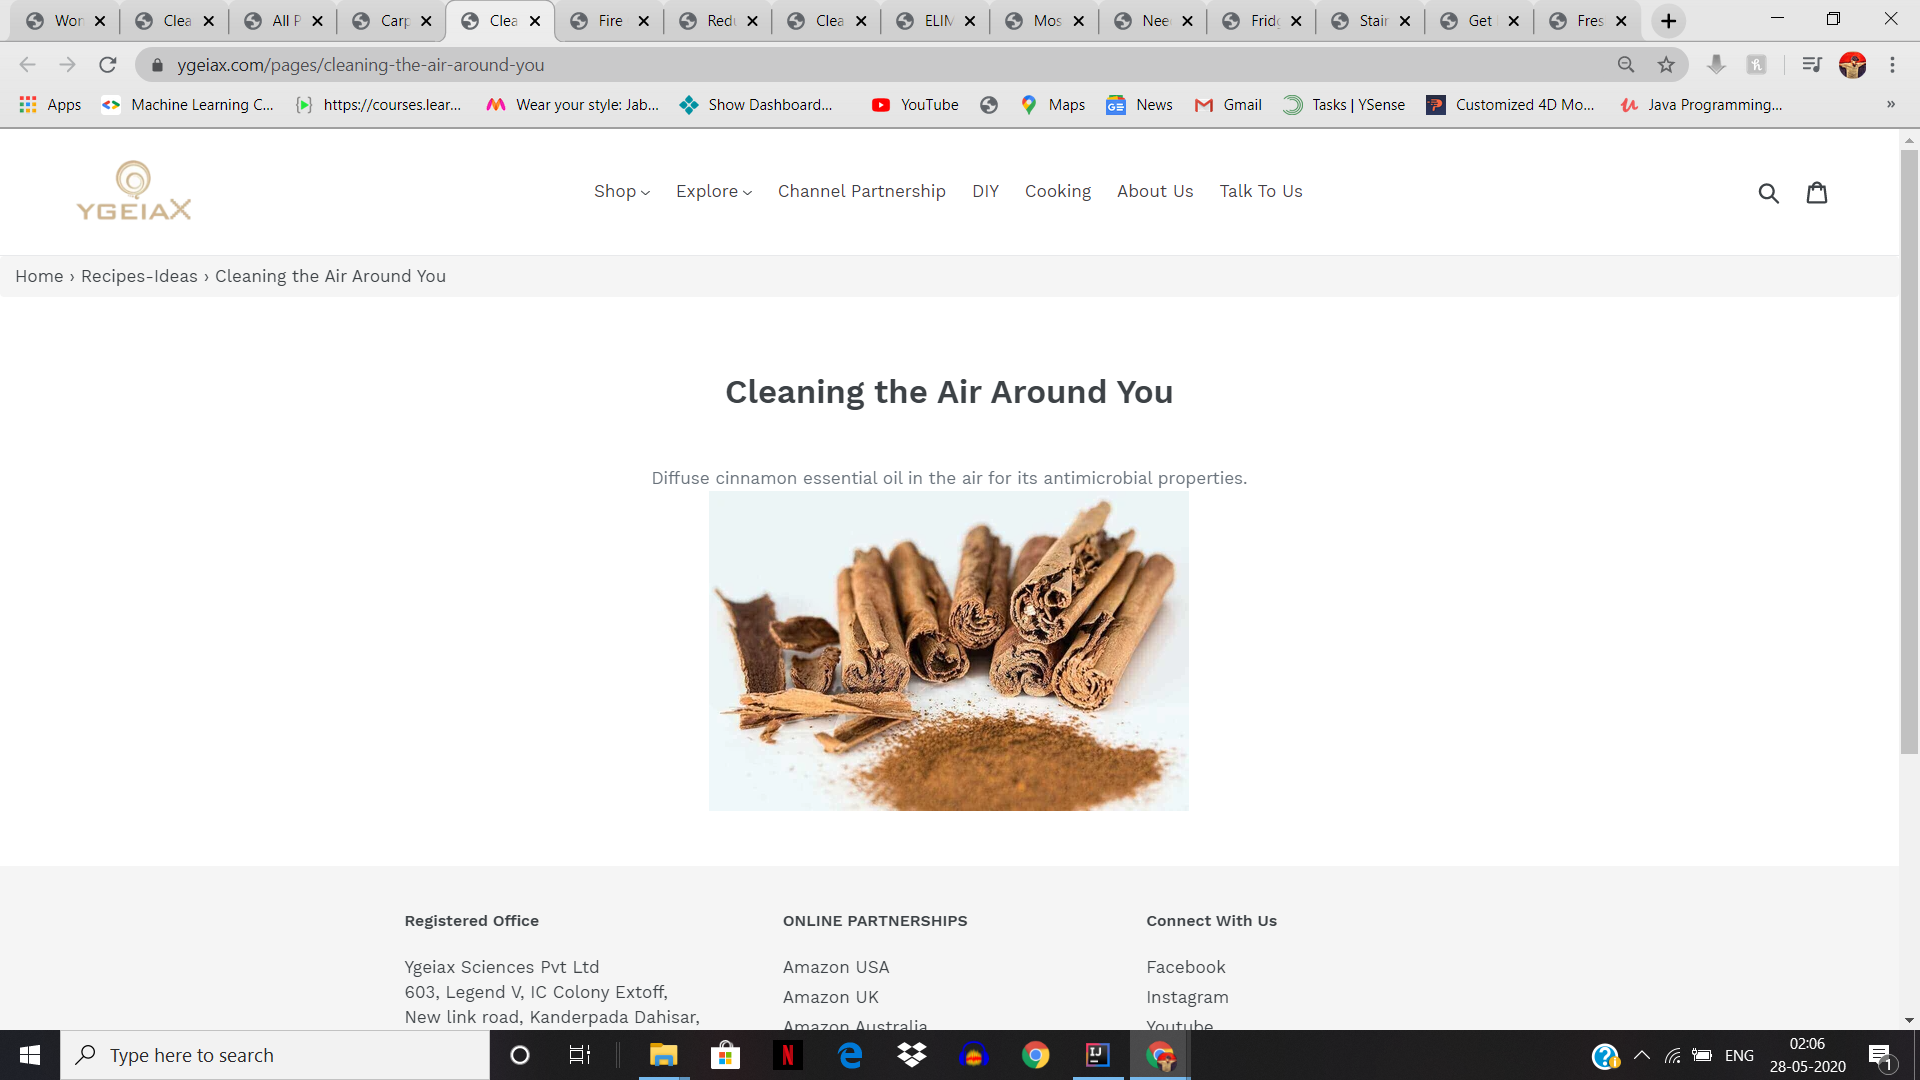 Wor
Clea
All P
Carp
Clea
Fire
Redu
Clea
ELIM
Mos
Nee
Fridg
Stair
Get
Fres
ygeiax.com/pages/cleaning-the-air-around-you
Apps
Machine Learning C...
https://courses.lear...
Wear your style: Jab...
Show Dashboard...
YouTube
Maps
News
Gmail
Tasks | YSense
Customized 4D Mo...
Java Programming...
»
YGEIAX
Shop
Explore
Channel Partnership
DIY
Cooking
About Us
Talk To Us
Home › Recipes-Ideas › Cleaning the Air Around You
Cleaning the Air Around You
Diffuse cinnamon essential oil in the air for its antimicrobial properties.
Registered Office
Ygeiax Sciences Pvt Ltd
603, Legend V, IC Colony Extoff,
New link road, Kanderpada Dahisar,
ONLINE PARTNERSHIPS
Amazon USA
Amazon UK
Amazon Australia
Connect With Us
Facebook
Instagram
Youtube
Type here to search
ENG
02:06
28-05-2020
1